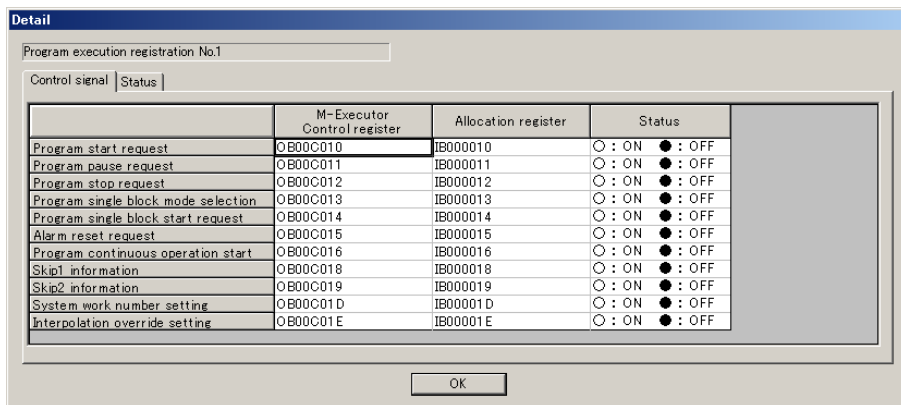 Detail
Program execution registration No.1
Control signal Status
M-Executor Control register Allocation register Status
Program start request OB00C010 IB000010 ○ : ON ● : OFF
Program pause request OB00C011 IB000011 ○ : ON ● : OFF
Program stop request OB00C012 IB000012 ○ : ON ● : OFF
Program single block mode selection OB00C013 IB000013 ○ : ON ● : OFF
Program single block start request OB00C014 IB000014 ○ : ON ● : OFF
Alarm reset request OB00C015 IB000015 ○ : ON ● : OFF
Program continuous operation start OB00C016 IB000016 ○ : ON ● : OFF
Skip1 information OB00C018 IB000018 ○ : ON ● : OFF
Skip2 information OB00C019 IB000019 ○ : ON ● : OFF
System work number setting OB00C01D IB00001D ○ : ON ● : OFF
Interpolation override setting OB00C01E IB00001E ○ : ON ● : OFF
OK